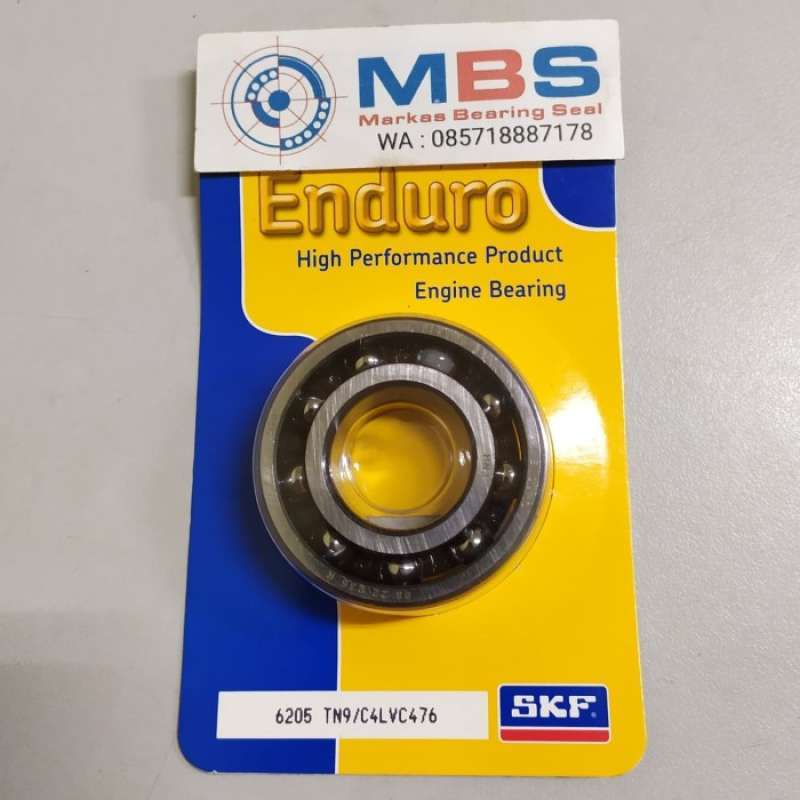 MBS
Markas Bearing Seal
WA : 085718887178
Enduro
High Performance Product
Engine Bearing
6205 TN9/C4LVC476
SKF